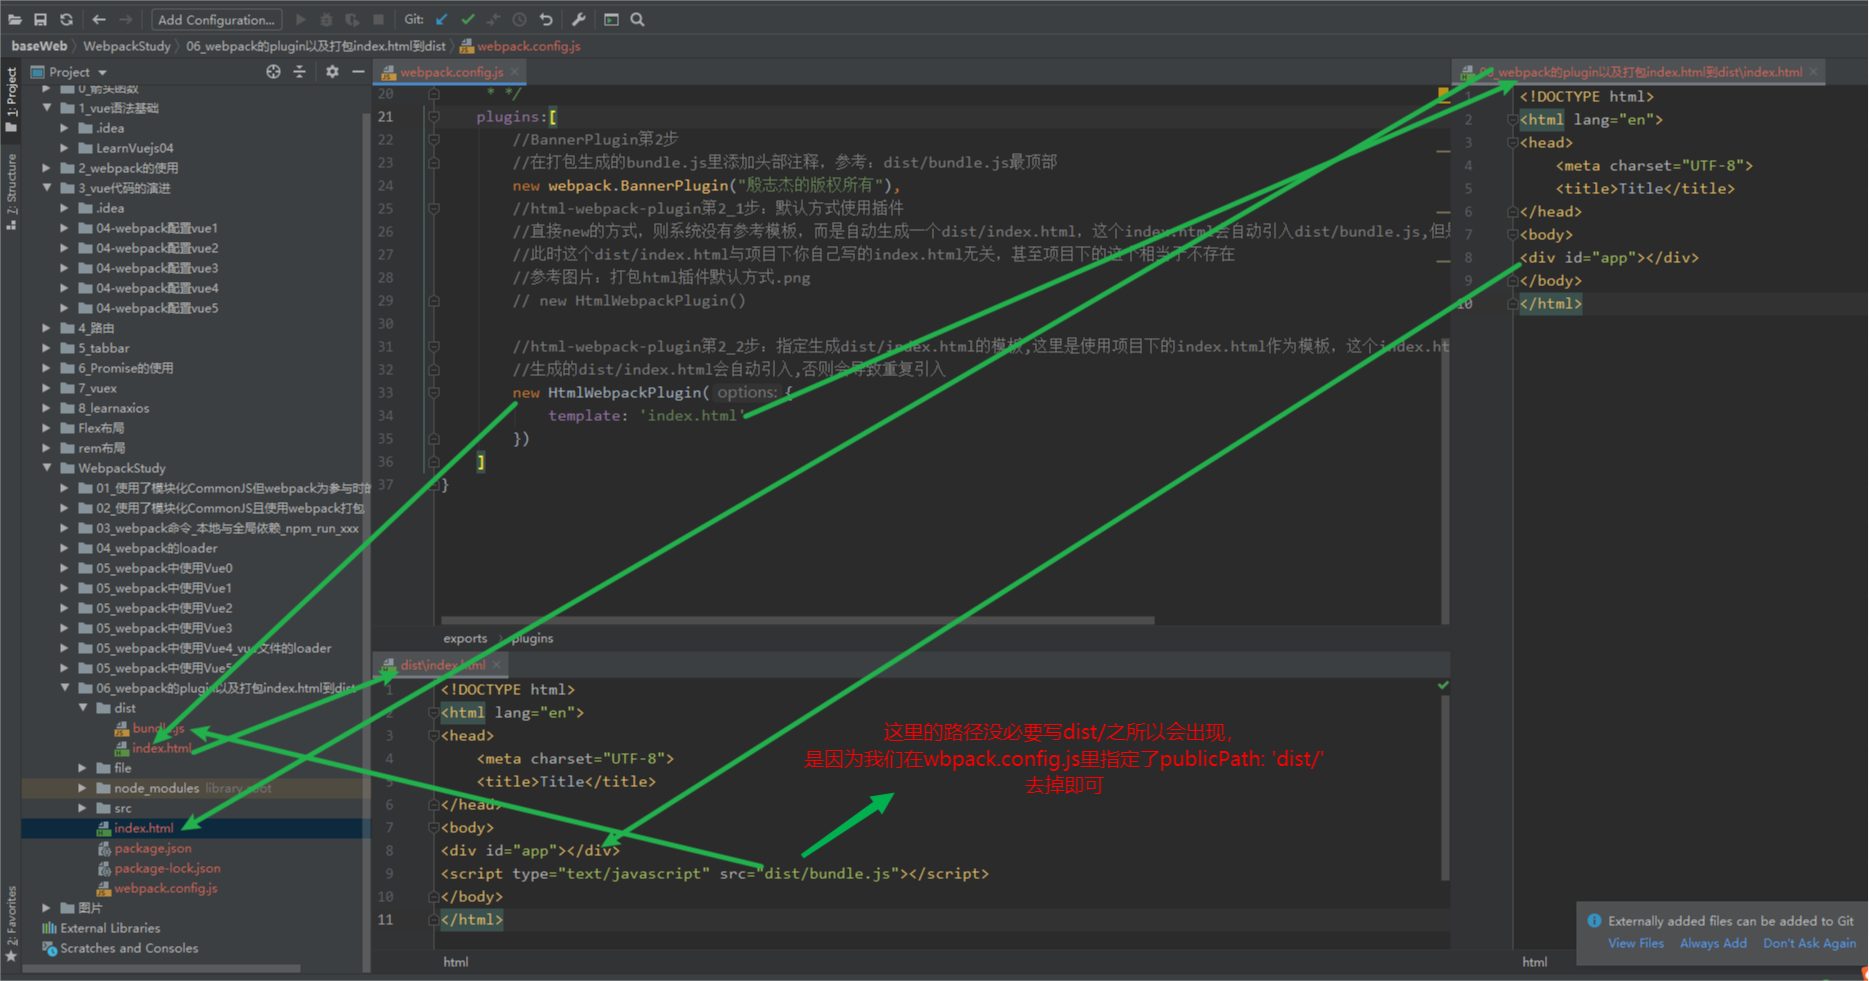 Add Configuration...
Git:
baseWeb
WebpackStudy
06_webpack的plugin以及打包index.html到dist
webpack.config.js
1: Project
7: Structure
2: Favorites
Project
0_箭头函数
1_vue语法基础
.idea
LearnVuejs04
2_webpack的使用
3_vue代码的演进
.idea
04-webpack配置vue1
04-webpack配置vue2
04-webpack配置vue3
04-webpack配置vue4
04-webpack配置vue5
4_路由
5_tabbar
6_Promise的使用
7_vuex
8_learnaxios
Flex布局
rem布局
WebpackStudy
01_使用了模块化CommonJS但webpack为参与时的
02_使用了模块化CommonJS且使用webpack打包
03_webpack命令_本地与全局依赖_npm_run_xxx
04_webpack的loader
05_webpack中使用Vue0
05_webpack中使用Vue1
05_webpack中使用Vue2
05_webpack中使用Vue3
05_webpack中使用Vue4_vue文件的loader
05_webpack中使用Vue5
06_webpack的plugin以及打包index.html到dist
dist
bundle.js
index.html
file
node_modules library root
src
index.html
package.json
package-lock.json
webpack.config.js
图片
External Libraries
Scratches and Consoles
webpack.config.js
20 * */
21 plugins:[
22 //BannerPlugin第2步
23 //在打包生成的bundle.js里添加头部注释，参考：dist/bundle.js最顶部
24 new webpack.BannerPlugin("殷志杰的版权所有"),
25 //html-webpack-plugin第2_1步：默认方式使用插件
26 //直接new的方式，则系统没有参考模板，而是自动生成一个dist/index.html，这个index.html会自动引入dist/bundle.js,但是
27 //此时这个dist/index.html与项目下你自己写的index.html无关，甚至项目下的这个相当于不存在
28 //参考图片：打包html插件默认方式.png
29 // new HtmlWebpackPlugin()
30
31 //html-webpack-plugin第2_2步：指定生成dist/index.html的模板,这里是使用项目下的index.html作为模板，这个index.ht
32 //生成的dist/index.html会自动引入,否则会导致重复引入
33 new HtmlWebpackPlugin( options: {
34 template: 'index.html'
35 })
36 ]
37 }
exports
plugins
06_webpack的plugin以及打包index.html到dist\index.html
1 <!DOCTYPE html>
2 <html lang="en">
3 <head>
4 <meta charset="UTF-8">
5 <title>Title</title>
6 </head>
7 <body>
8 <div id="app"></div>
9 </body>
10 </html>
dist\index.html
1 <!DOCTYPE html>
2 <html lang="en">
3 <head>
4 <meta charset="UTF-8">
5 <title>Title</title>
6 </head>
7 <body>
8 <div id="app"></div>
9 <script type="text/javascript" src="dist/bundle.js"></script>
10 </body>
11 </html>
这里的路径没必要写dist/之所以会出现，
是因为我们在wbpack.config.js里指定了publicPath: 'dist/'
去掉即可
html
html
Externally added files can be added to Git
View Files Always Add Don't Ask Again